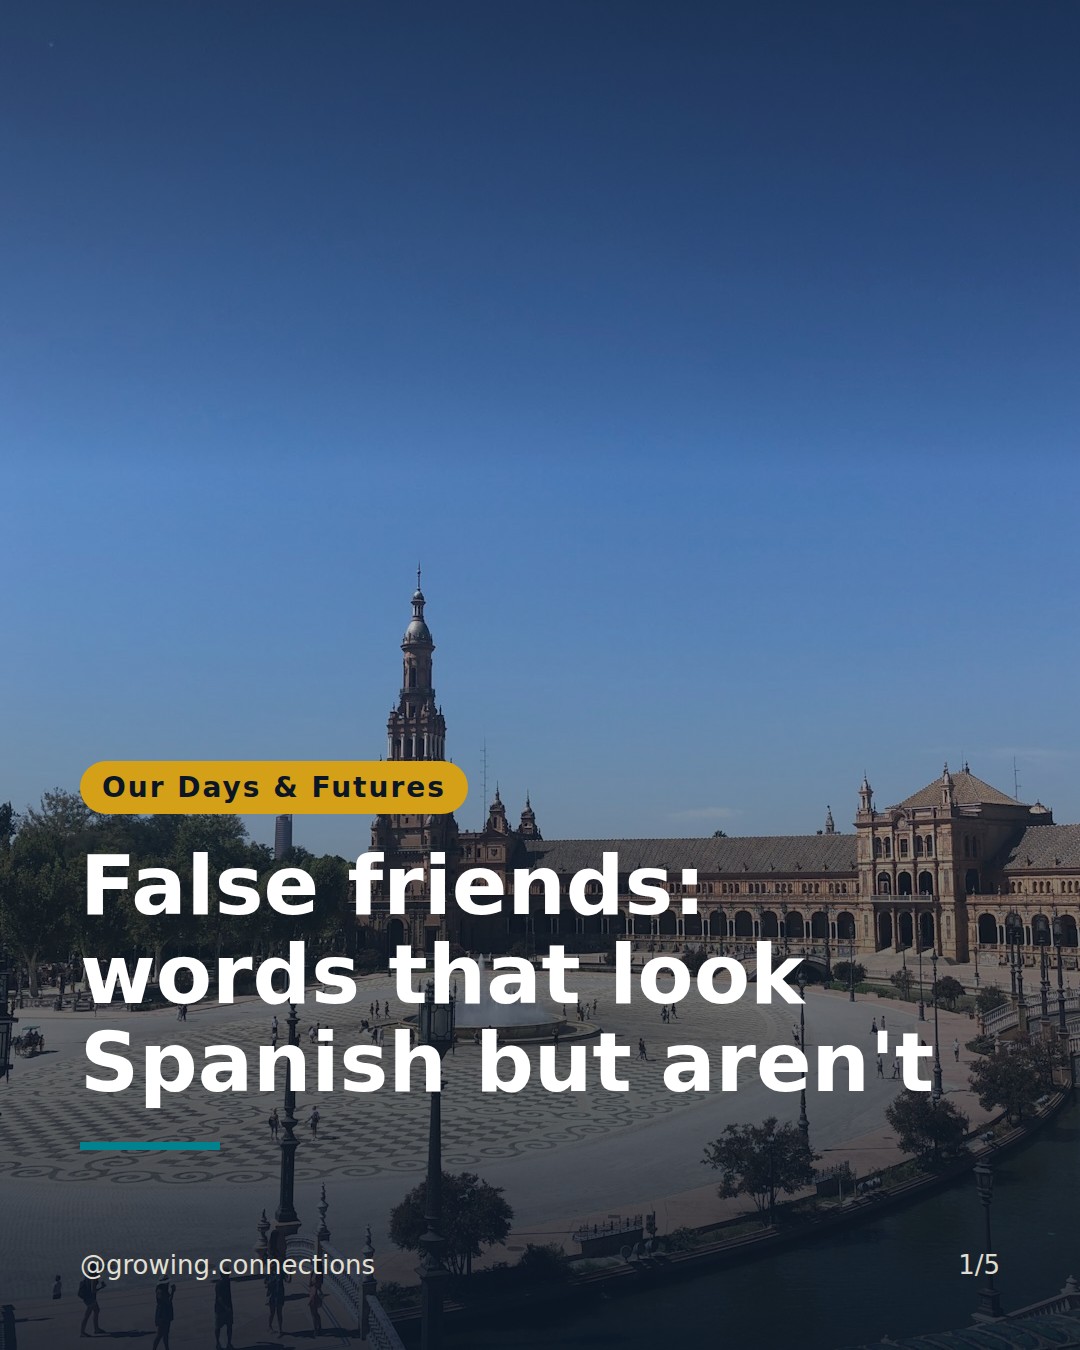 Our Days & Futures
False friends:
words that look
Spanish but aren't
@growing.connections
1/5